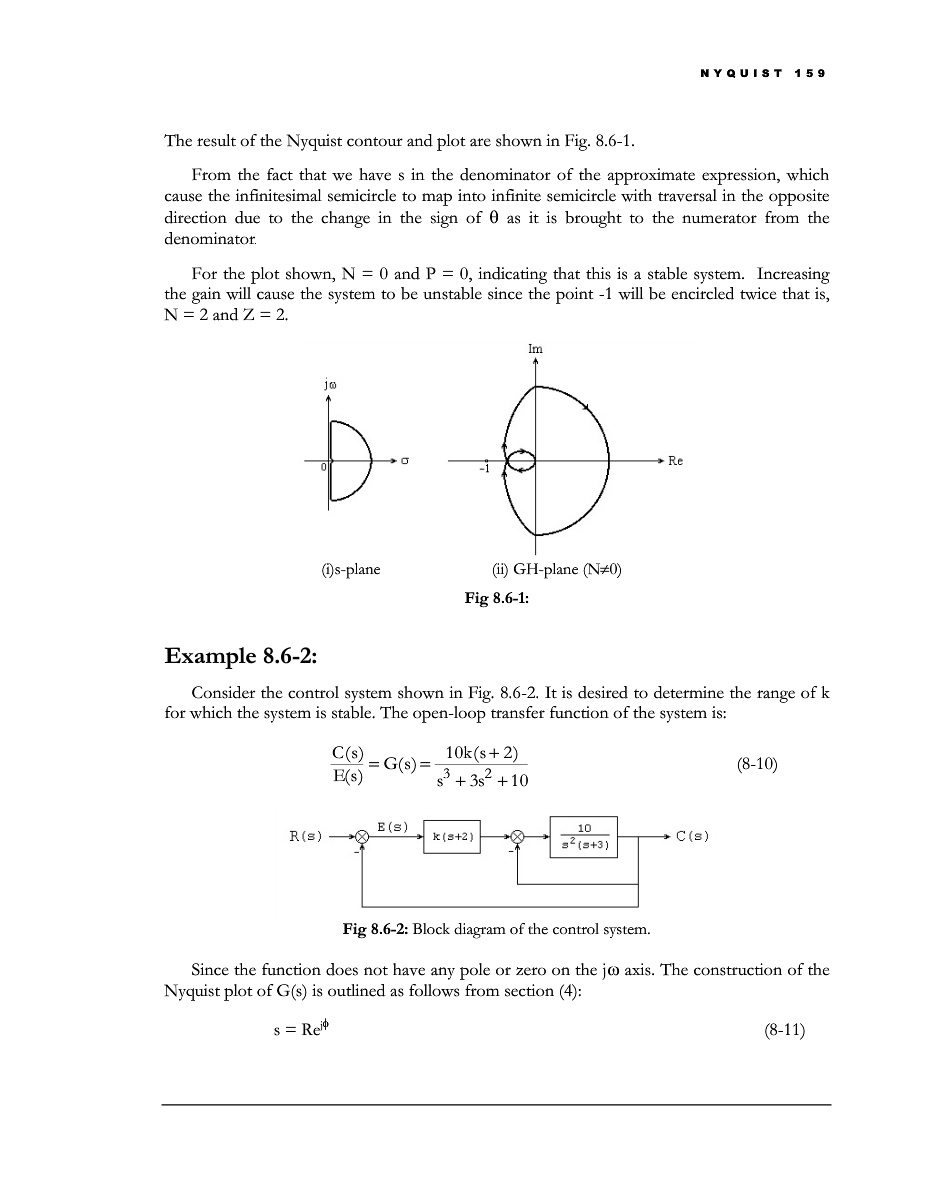 NYQUIST 159
The result of the Nyquist contour and plot are shown in Fig. 8.6-1.
From the fact that we have s in the denominator of the approximate expression, which
cause the infinitesimal semicircle to map into infinite semicircle with traversal in the opposite
direction due to the change in the sign of θ as it is brought to the numerator from the
denominator.
For the plot shown, N = 0 and P = 0, indicating that this is a stable system. Increasing
the gain will cause the system to be unstable since the point -1 will be encircled twice that is,
N = 2 and Z = 2.
Im
jω
0
σ
-1
Re
(i)s-plane
(ii) GH-plane (N≠0)
Fig 8.6-1:
Example 8.6-2:
Consider the control system shown in Fig. 8.6-2. It is desired to determine the range of k
for which the system is stable. The open-loop transfer function of the system is:
C(s)/E(s) = G(s) = 10k(s + 2)/(s³ + 3s² + 10) (8-10)
R(s) E(s) k(s+2) 10/s²(s+3) C(s)
- -
Fig 8.6-2: Block diagram of the control system.
Since the function does not have any pole or zero on the jω axis. The construction of the
Nyquist plot of G(s) is outlined as follows from section (4):
s = Re^jϕ (8-11)